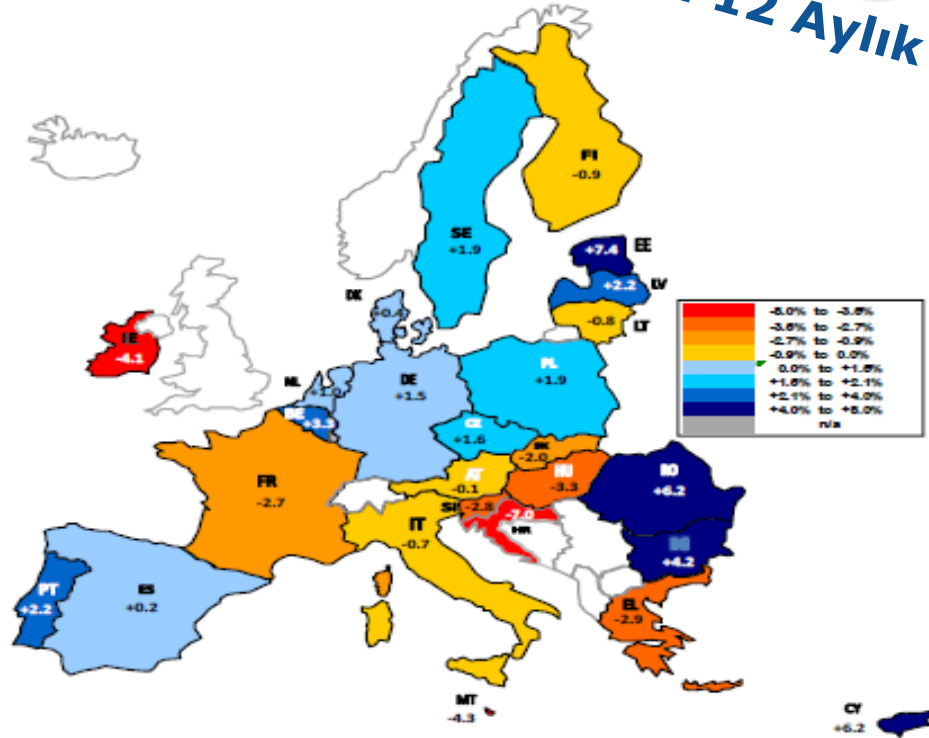 12 Aylık
FI
-0.9
SE
+1.9
+7.4
EE
+2.2
LV
DK
+0.4
-0.8
LT
IE
-4.1
NL
+1.0
DE
+1.5
PL
+1.9
BE
+3.3
CZ
+1.6
SK
-2.0
FR
-2.7
AT
-0.1
HU
-3.3
RO
+6.2
SI
-2.8
-7.0
HR
IT
-0.7
BG
+4.2
PT
+2.2
ES
+0.2
EL
-2.9
MT
-4.3
CY
+6.2
-8.0% to -3.6%
-3.6% to -2.7%
-2.7% to -0.9%
-0.9% to 0.0%
0.0% to +1.6%
+1.6% to +2.1%
+2.1% to +4.0%
+4.0% to +8.0%
n/a